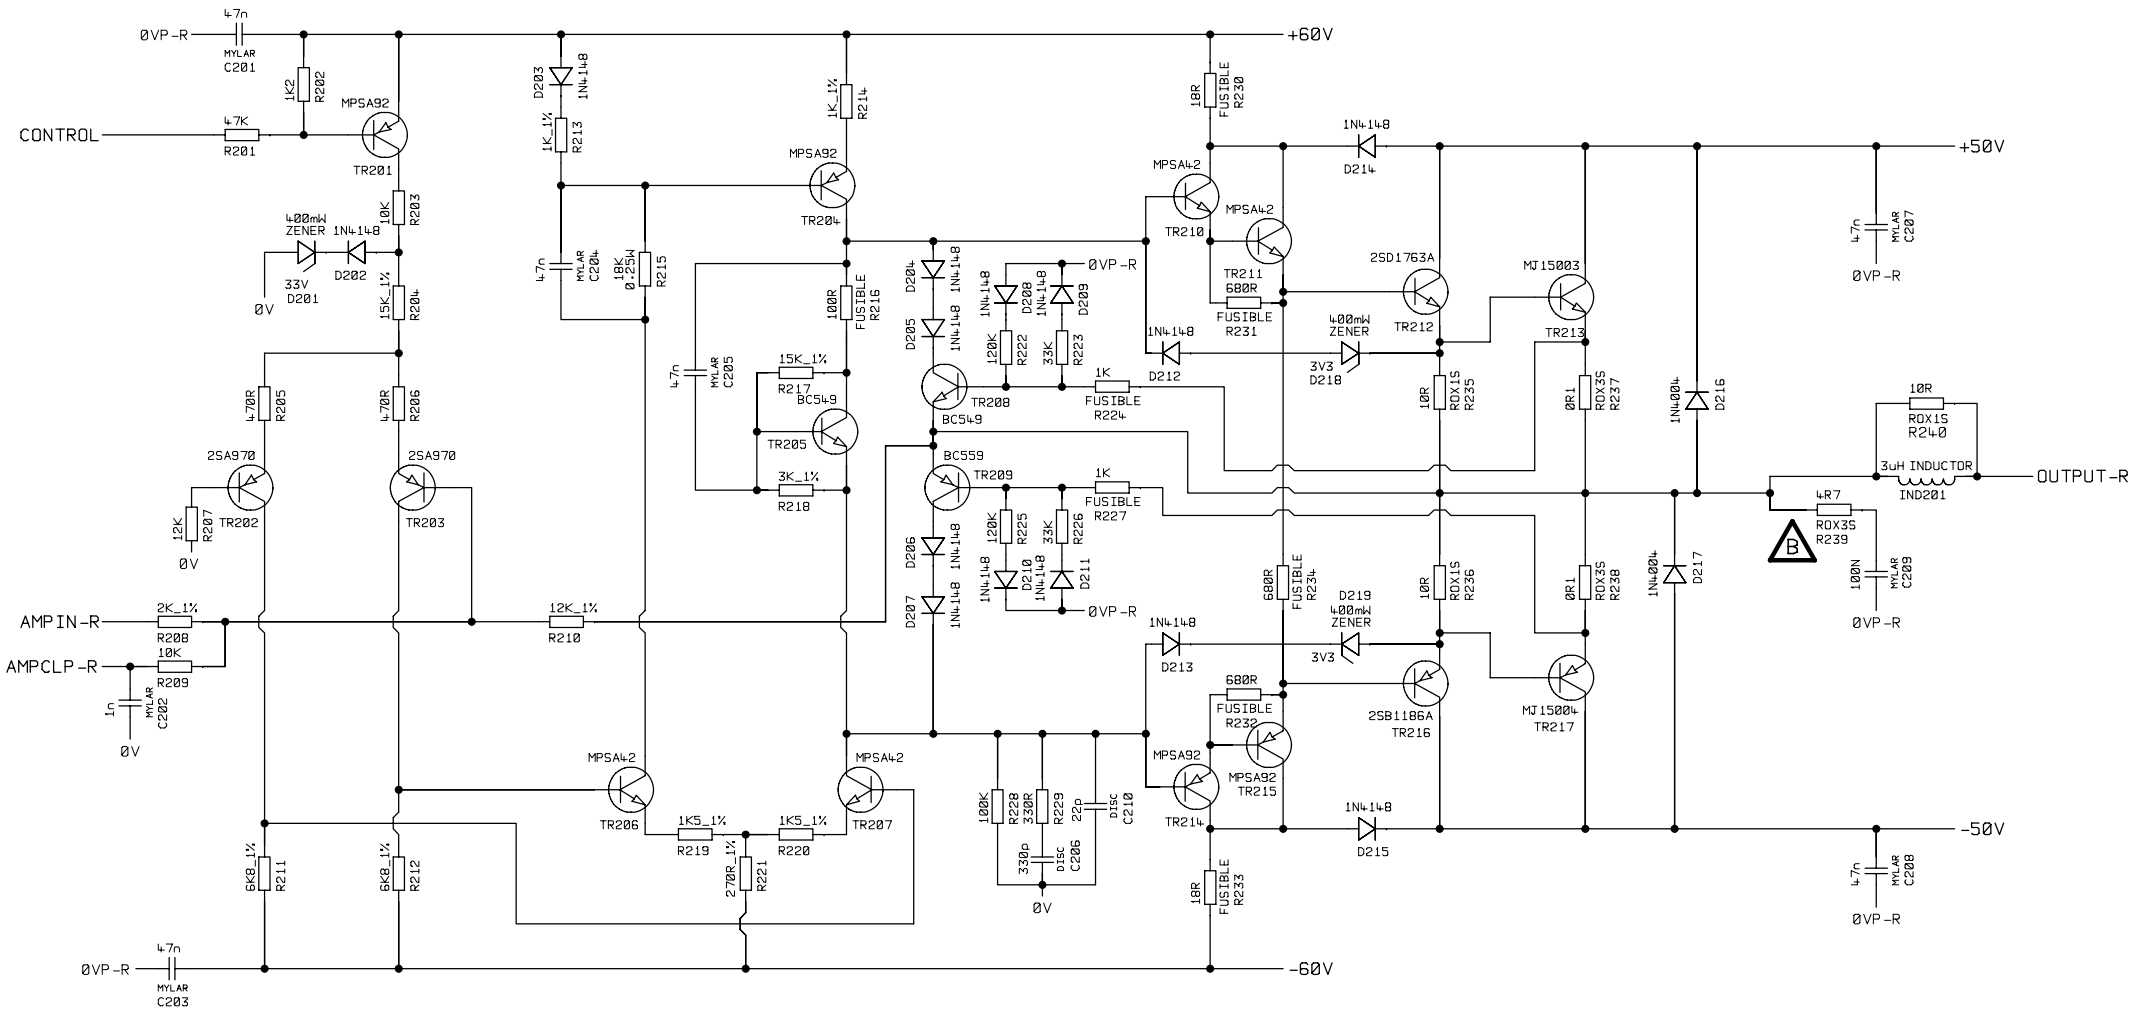 47n
0VP-R
MYLAR
C201
+60V
1K2
R202
MPSA92
TR201
CONTROL
47K
R201
D203
1N4148
1K_1%
R213
1K_1%
R214
MPSA92
TR204
18R
FUSIBLE
R230
1N4148
D214
+50V
MPSA42
TR210
MPSA42
TR211
10K
R203
400mW
ZENER
1N4148
D202
33V
D201
0V
15K_1%
R204
47n
MYLAR
C204
18K
0.25W
R215
100R
FUSIBLE
R216
D204
1N4148
D205
1N4148
0VP-R
1N4148
D208
1N4148
D209
120K
R222
33K
R223
680R
FUSIBLE
R231
2SD1763A
TR212
MJ15003
TR213
47n
MYLAR
C207
0VP-R
1N4148
D212
400mW
ZENER
3V3
D218
470R
R205
470R
R206
47n
MYLAR
C205
15K_1%
R217
BC549
TR205
3K_1%
R218
TR208
BC549
1K
FUSIBLE
R224
10R
ROX1S
R235
0R1
ROX3S
R237
1N4004
D216
10R
ROX1S
R240
3uH INDUCTOR
IND201
OUTPUT-R
2SA970
TR202
2SA970
TR203
12K
R207
0V
BC559
TR209
1K
FUSIBLE
R227
4R7
ROX3S
R239
B
100N
MYLAR
C209
0VP-R
D206
1N4148
D207
1N4148
120K
R225
33K
R226
1N4148
D210
1N4148
D211
0VP-R
680R
FUSIBLE
R234
10R
ROX1S
R236
0R1
ROX3S
R238
1N4004
D217
AMPIN-R
2K_1%
R208
12K_1%
R210
AMPCLP-R
10K
R209
1n
MYLAR
C202
0V
1N4148
D213
D219
400mW
ZENER
3V3
680R
FUSIBLE
R232
2SB1186A
TR216
MJ15004
TR217
MPSA42
TR206
MPSA42
TR207
MPSA92
TR214
MPSA92
TR215
1K5_1%
R219
1K5_1%
R220
100K
R228
330R
R229
22p
DISC
C210
1N4148
D215
-50V
6K8_1%
R211
6K8_1%
R212
270R_1%
R221
330p
DISC
C206
0V
18R
FUSIBLE
R233
47n
MYLAR
C208
0VP-R
47n
0VP-R
MYLAR
C203
-60V